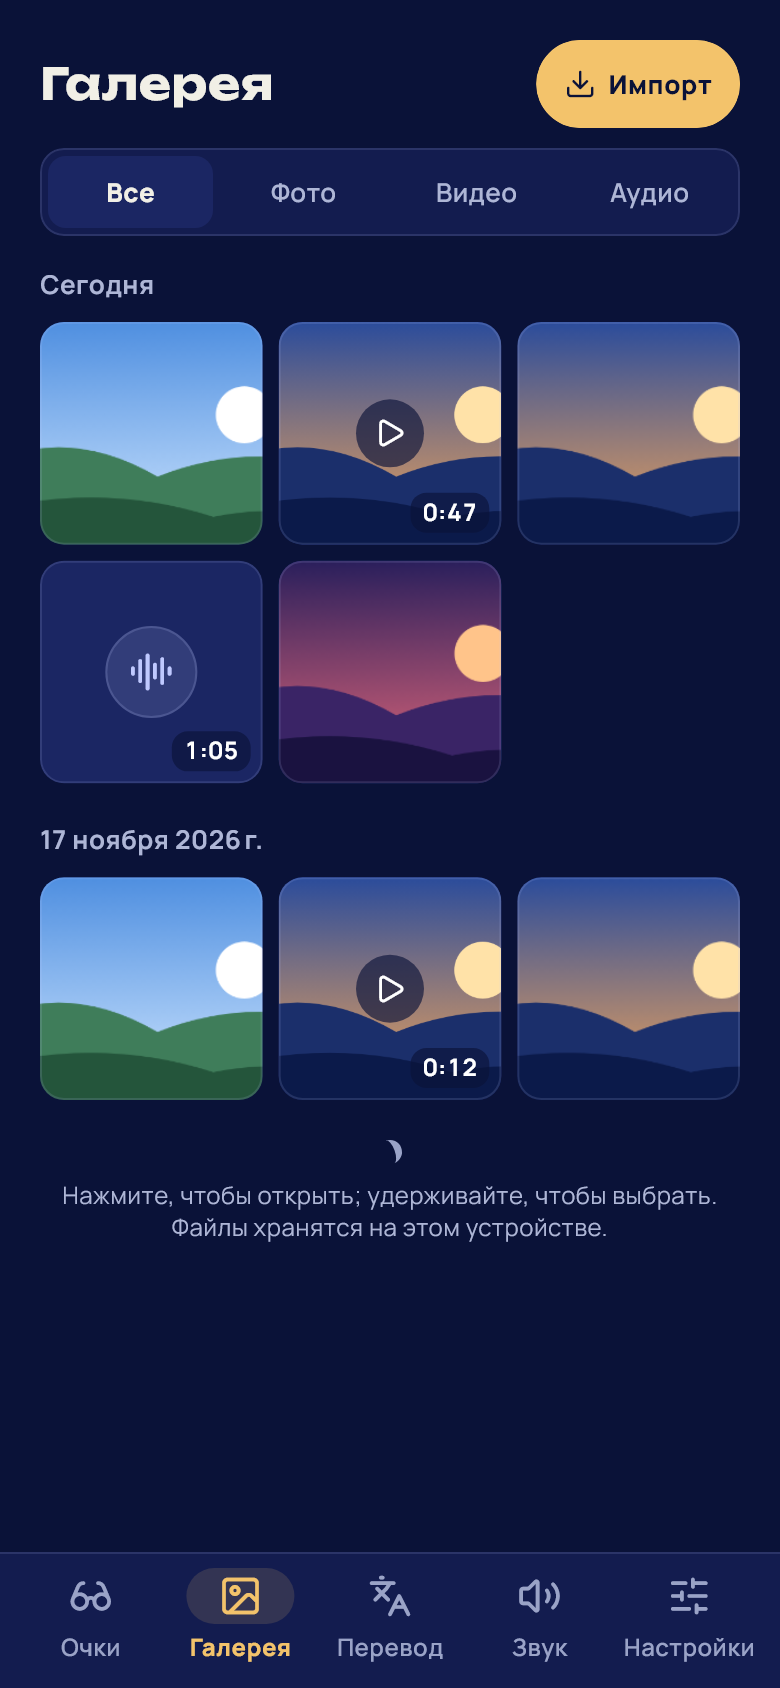 Галерея
Импорт
Все
Фото
Видео
Аудио
Сегодня
0:47
1:05
17 ноября 2026 г.
0:12
Нажмите, чтобы открыть; удерживайте, чтобы выбрать.
Файлы хранятся на этом устройстве.
Очки
Галерея
Перевод
Звук
Настройки